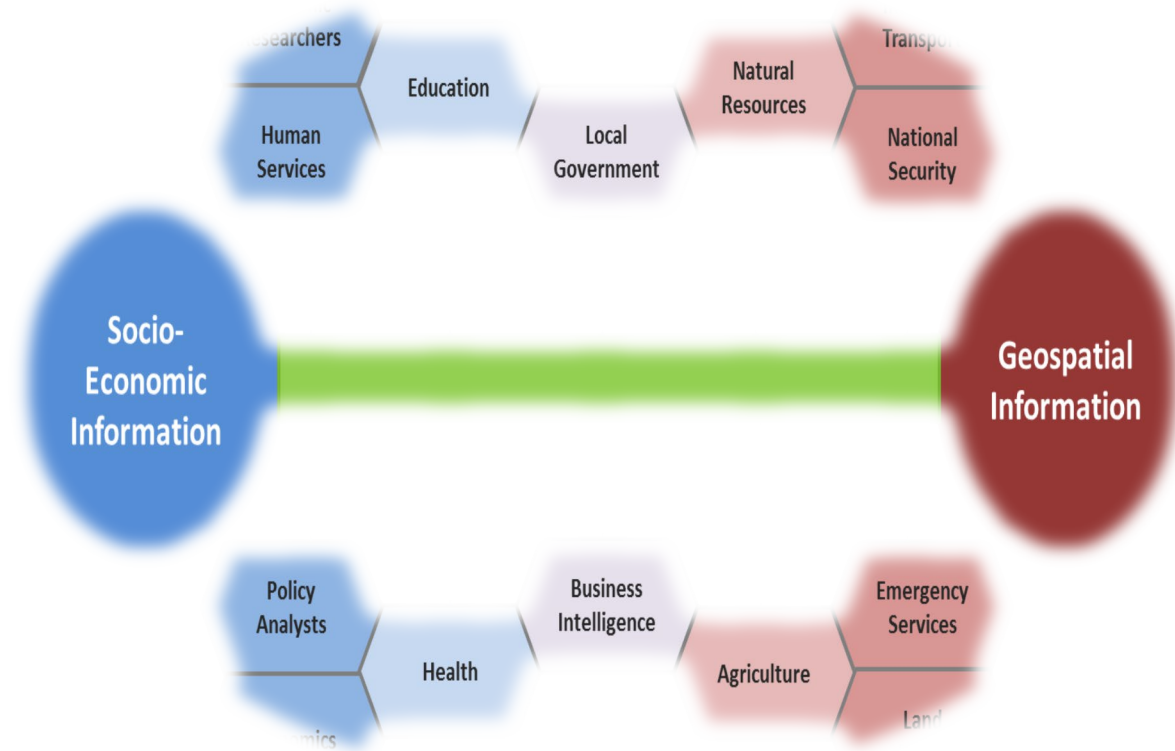 Education
Natural
Resources
Human
Services
Local
Government
National
Security
Socio-
Economic
Information
Geospatial
Information
Policy
Analysts
Business
Intelligence
Emergency
Services
Health
Agriculture
Land